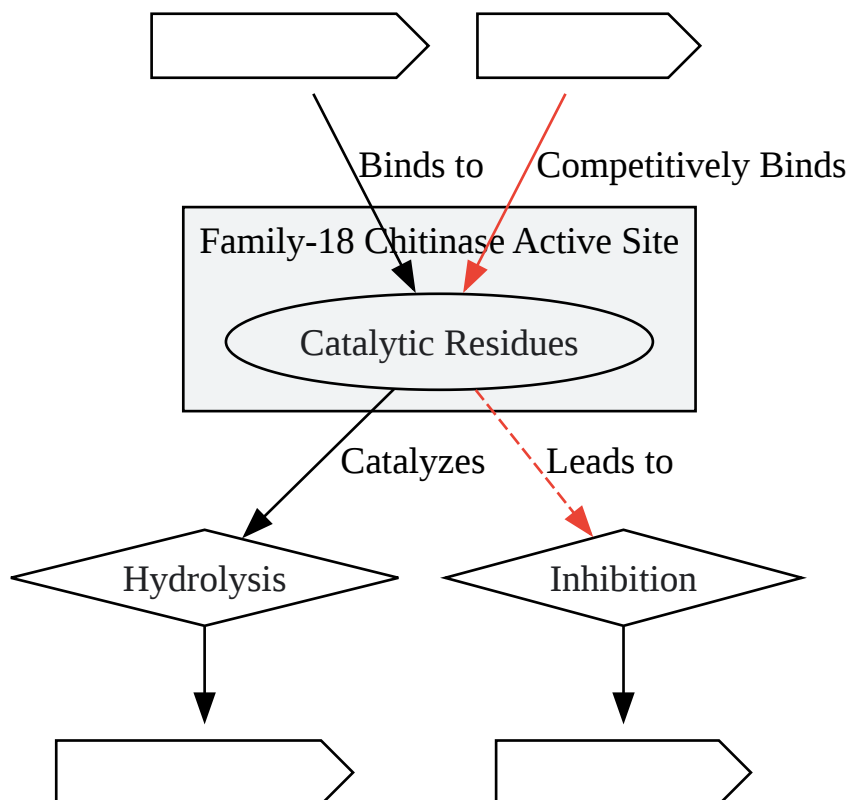 Binds to
Competitively Binds
Family-18 Chitinase Active Site
Catalytic Residues
Catalyzes
Leads to
Hydrolysis
Inhibition